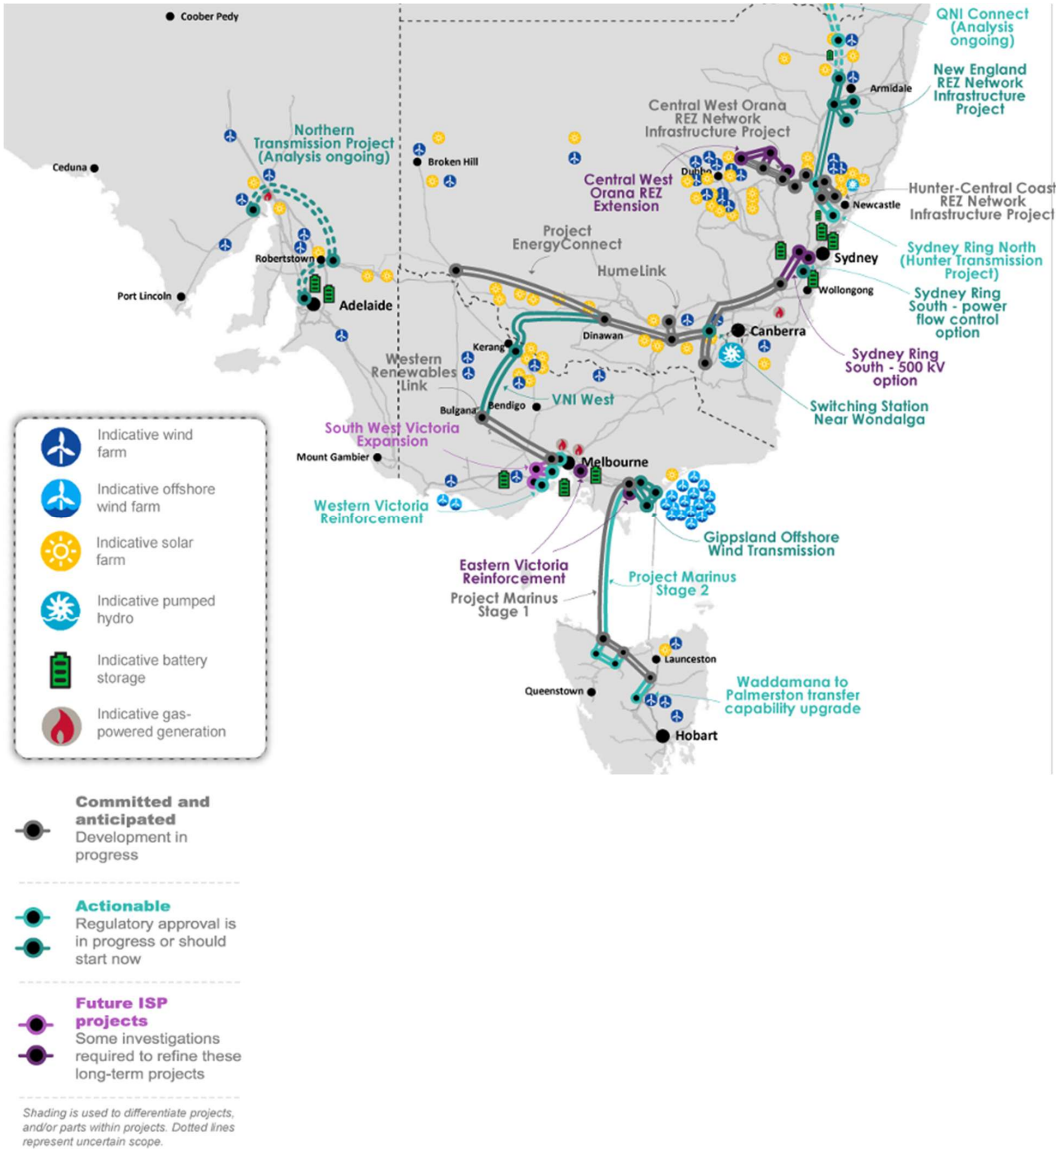 Coober Pedy
QNI Connect
(Analysis
ongoing)
New England
REZ Network
Infrastructure
Project
Armidale
Central West Orana
REZ Network
Infrastructure Project
Northern
Transmission Project
(Analysis ongoing)
Ceduna
Broken Hill
Dubbo
Central West
Orana REZ
Extension
Hunter-Central Coast
REZ Network
Infrastructure Project
Newcastle
Project
EnergyConnect
HumeLink
Sydney Ring North
(Hunter Transmission
Project)
Robertstown
Sydney
Port Lincoln
Adelaide
Wollongong
Sydney Ring
South - power
flow control
option
Canberra
Dinawan
Kerang
Western
Renewables
Link
Sydney Ring
South - 500 kV
option
VNI West
Bendigo
Bulgana
Switching Station
Near Wondalga
South West Victoria
Expansion
Mount Gambier
Melbourne
Western Victoria
Reinforcement
Gippsland Offshore
Wind Transmission
Eastern Victoria
Reinforcement
Project Marinus
Stage 1
Project Marinus
Stage 2
Launceston
Queenstown
Waddamana to
Palmerston transfer
capability upgrade
Hobart
Indicative wind
farm
Indicative offshore
wind farm
Indicative solar
farm
Indicative pumped
hydro
Indicative battery
storage
Indicative gas-
powered generation
Committed and
anticipated
Development in
progress
Actionable
Regulatory approval is
in progress or should
start now
Future ISP
projects
Some investigations
required to refine these
long-term projects
Shading is used to differentiate projects,
and/or parts within projects. Dotted lines
represent uncertain scope.